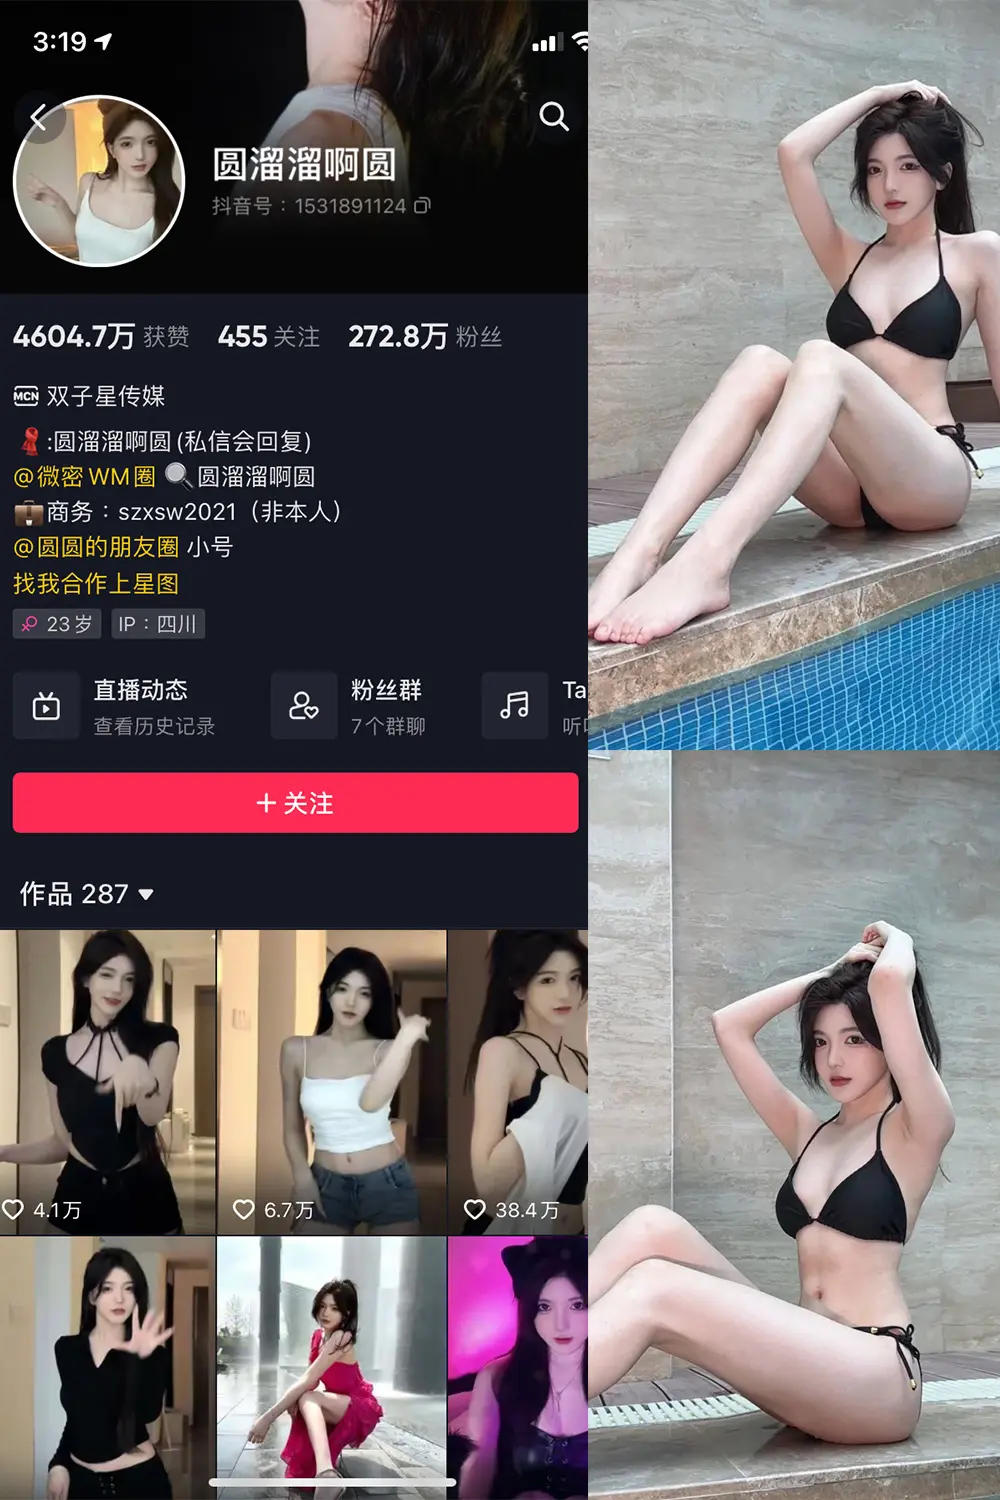 3:19
圆溜溜啊圆
抖音号：1531891124
4604.7万 获赞 455 关注 272.8万 粉丝
MCN 双子星传媒
:圆溜溜啊圆(私信会回复)
@微密WM圈 圆溜溜啊圆
商务：szxsw2021（非本人）
@圆圆的朋友圈 小号
找我合作上星图
23岁 IP：四川
直播动态 粉丝群 Ta
查看历史记录 7个群聊 听
+ 关注
作品 287
4.1万 6.7万 38.4万